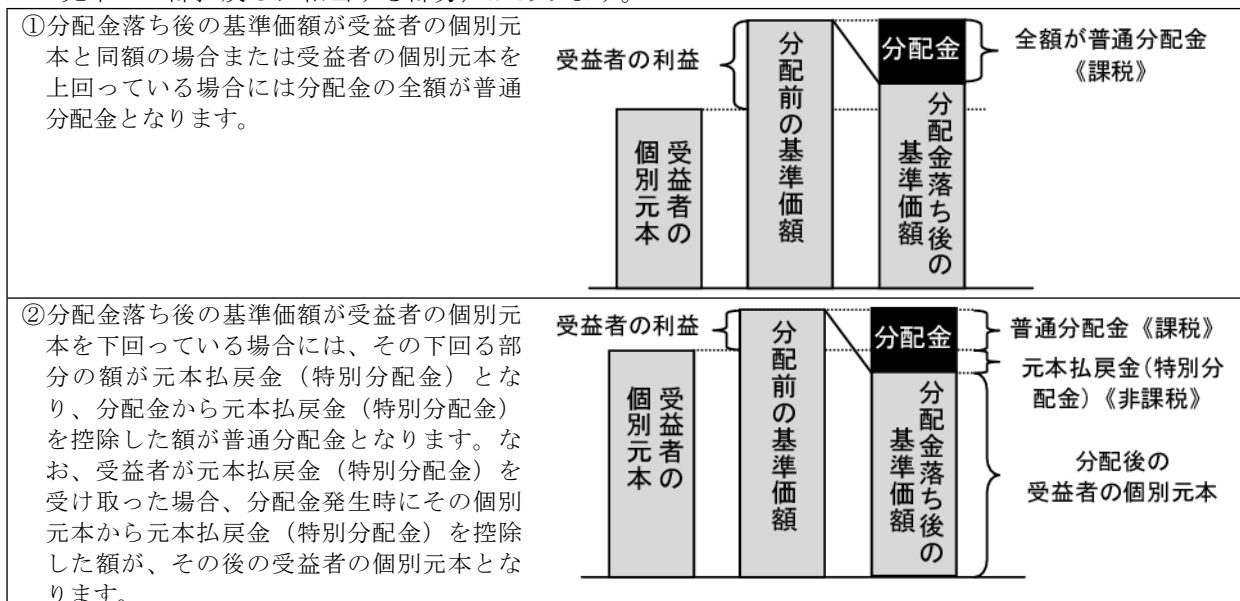 ①分配金落ち後の基準価額が受益者の個別元
本と同額の場合または受益者の個別元本を
上回っている場合には分配金の全額が普通
分配金となります。
受益者の利益
受益者の
個別元本
分配前の基準価額
分配金
分配金落ち後の
基準価額
全額が普通分配金
《課税》
②分配金落ち後の基準価額が受益者の個別元
本を下回っている場合には、その下回る部
分の額が元本払戻金（特別分配金）とな
り、分配金から元本払戻金（特別分配金）
を控除した額が普通分配金となります。な
お、受益者が元本払戻金（特別分配金）を
受け取った場合、分配金発生時にその個別
元本から元本払戻金（特別分配金）を控除
した額が、その後の受益者の個別元本とな
ります。
受益者の利益
受益者の
個別元本
分配前の基準価額
分配金
分配金落ち後の
基準価額
普通分配金《課税》
元本払戻金(特別分
配金)《非課税》
分配後の
受益者の個別元本